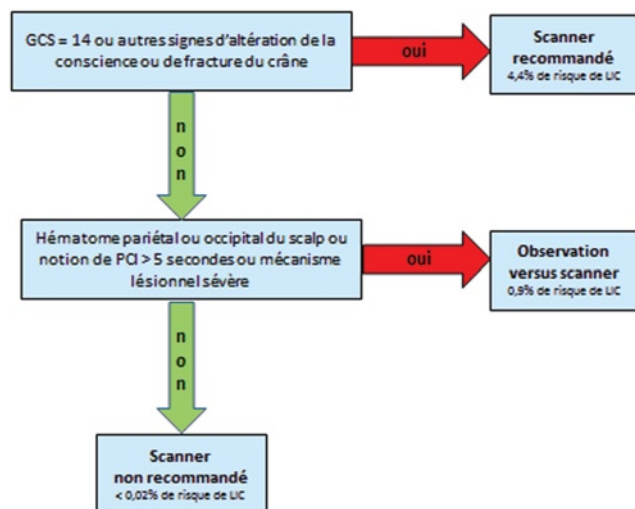 GCS = 14 ou autres signes d'altération de la
conscience ou de fracture du crâne
oui
Scanner
recommandé
4,4% de risque de LIC
non
Hématome pariétal ou occipital du scalp ou
notion de PCI > 5 secondes ou mécanisme
lésionnel sévère
oui
Observation
versus scanner
0,9% de risque de LIC
non
Scanner
non recommandé
< 0,02% de risque de LIC